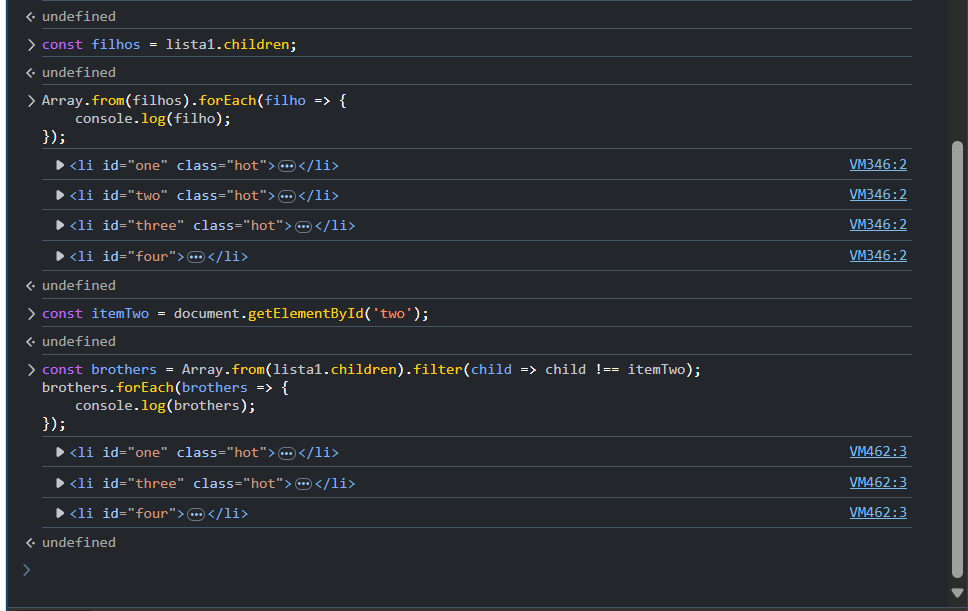 undefined
const filhos = lista1.children;
undefined
Array.from(filhos).forEach(filho => {
    console.log(filho);
});
<li id="one" class="hot">…</li> VM346:2
<li id="two" class="hot">…</li> VM346:2
<li id="three" class="hot">…</li> VM346:2
<li id="four">…</li> VM346:2
undefined
const itemTwo = document.getElementById('two');
undefined
const brothers = Array.from(lista1.children).filter(child => child !== itemTwo);
brothers.forEach(brothers => {
    console.log(brothers);
});
<li id="one" class="hot">…</li> VM462:3
<li id="three" class="hot">…</li> VM462:3
<li id="four">…</li> VM462:3
undefined